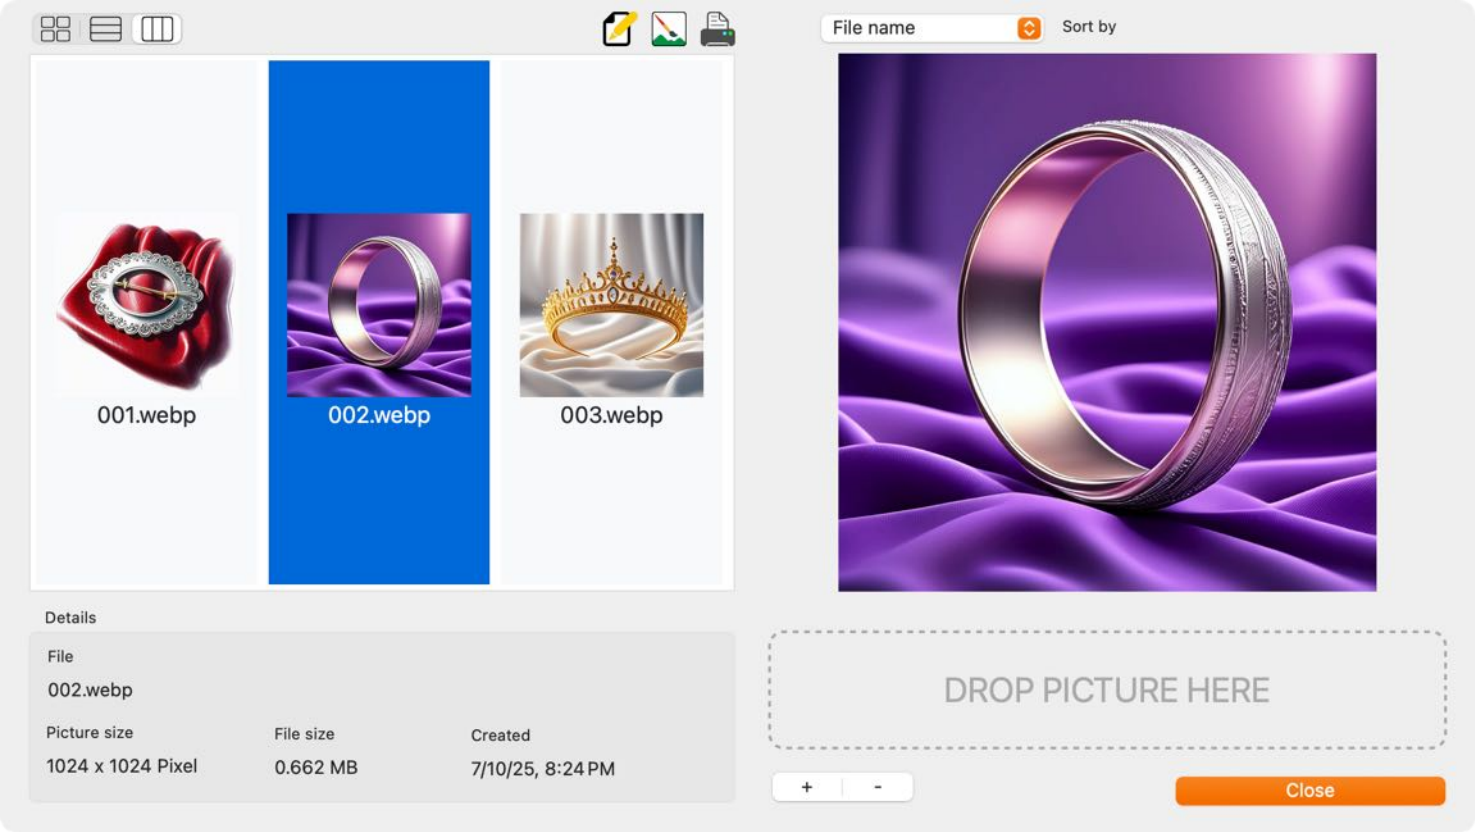 File name
Sort by
001.webp
002.webp
003.webp
Details
File
002.webp
Picture size
File size
Created
1024 x 1024 Pixel
0.662 MB
7/10/25, 8:24 PM
DROP PICTURE HERE
+
-
Close